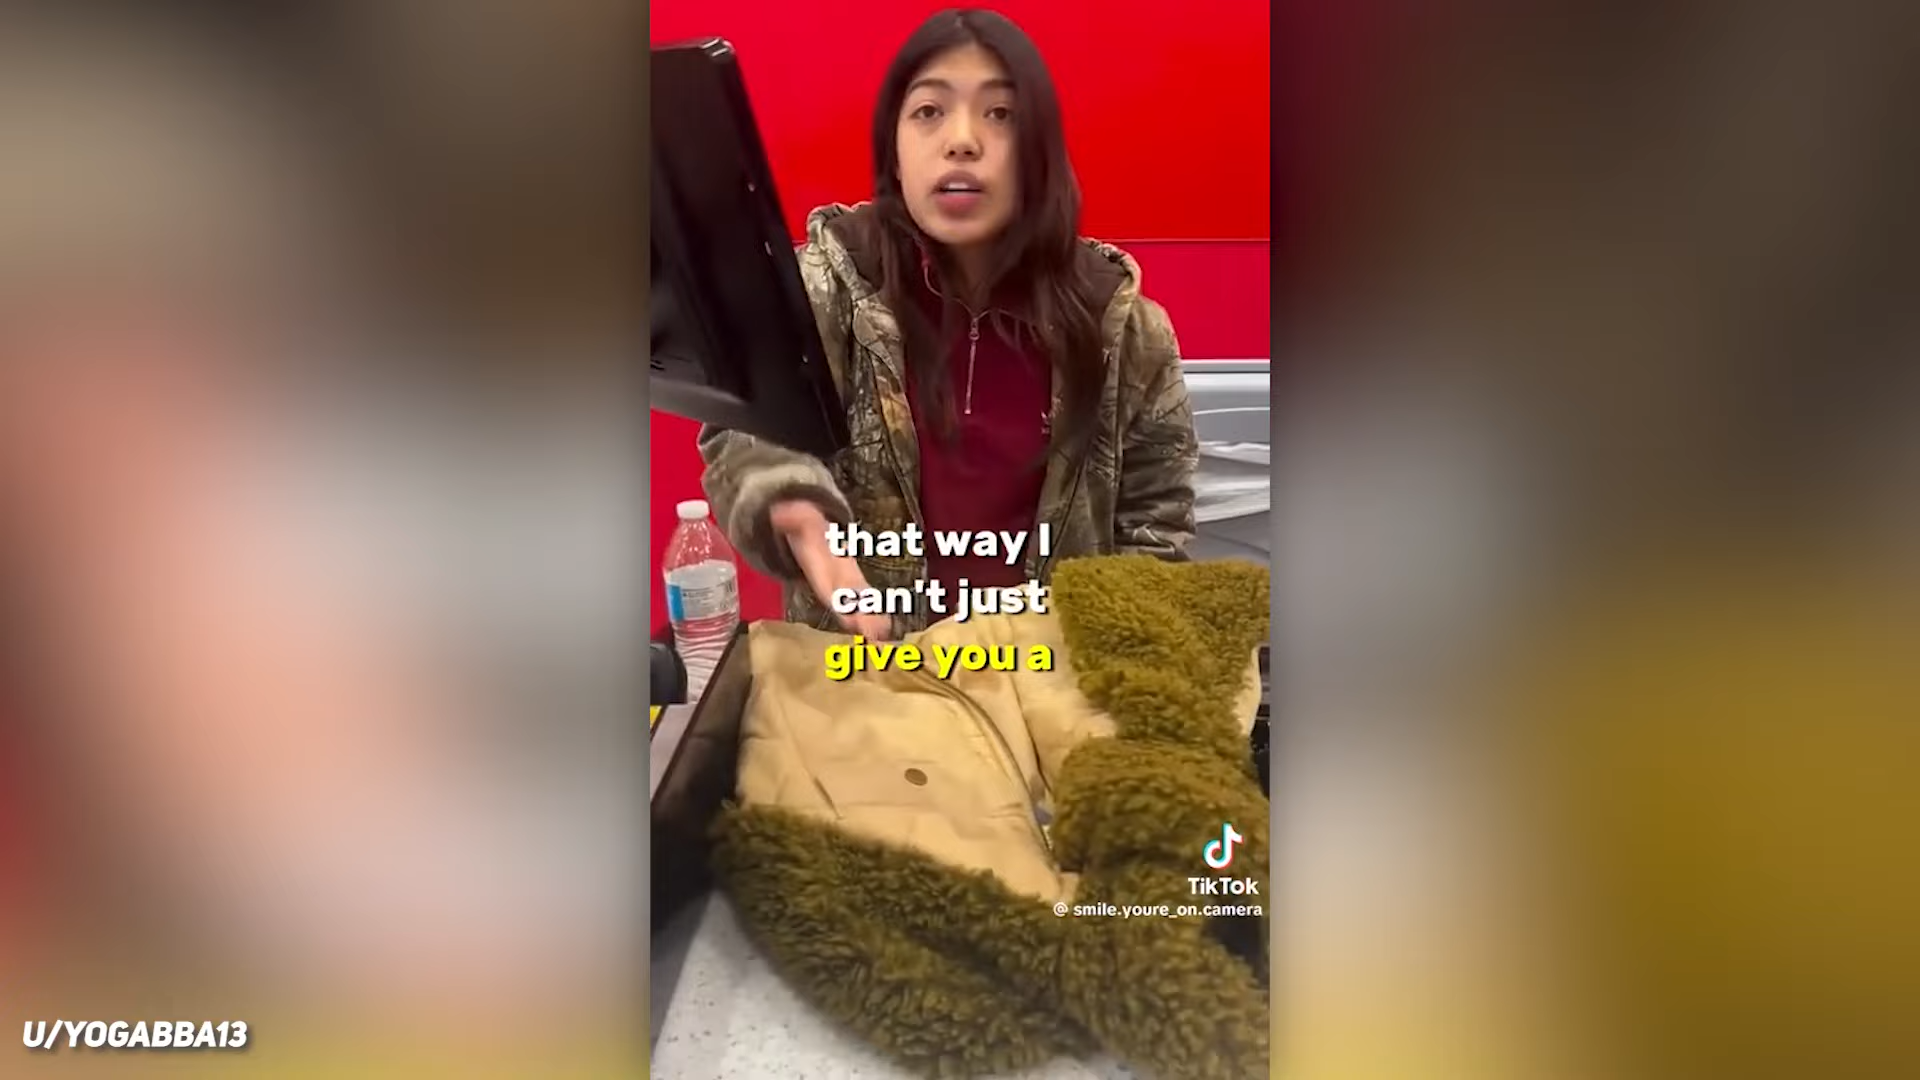 that way I
can't just
give you a
TikTok
@ smile.youre_on.camera
U/YOGABBA13